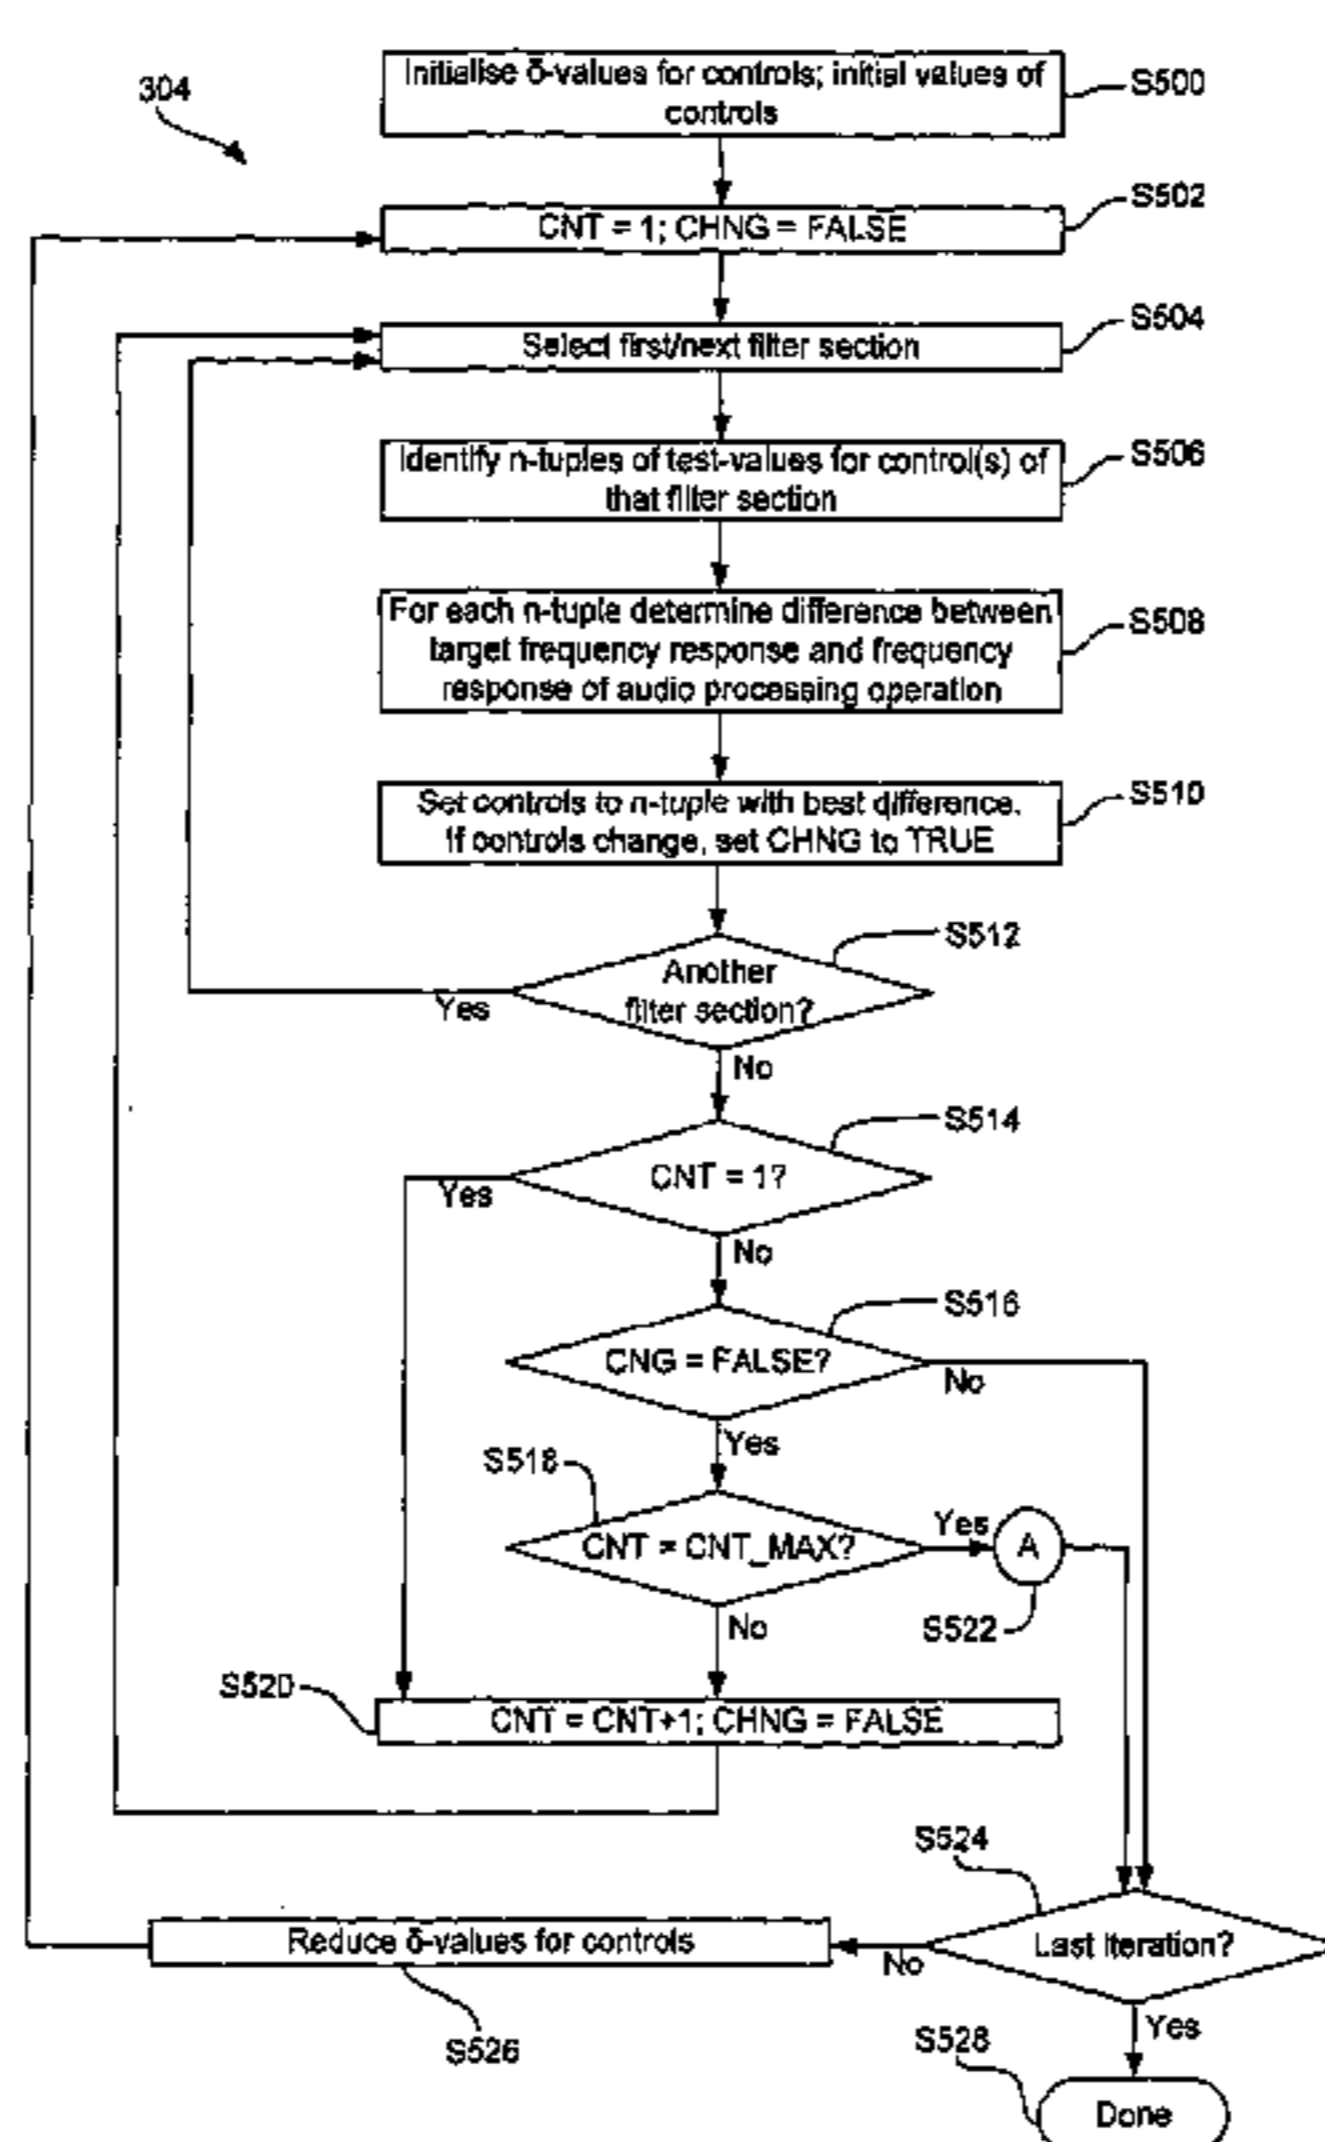 304
Initialise δ-values for controls; initial values of
controls
S500
CNT = 1; CHNG = FALSE
S502
Select first/next filter section
S504
Identify n-tuples of test-values for control(s) of
that filter section
S506
For each n-tuple determine difference between
target frequency response and frequency
response of audio processing operation
S508
Set controls to n-tuple with best difference.
If controls change, set CHNG to TRUE
S510
Another
filter section?
S512
Yes
No
CNT = 1?
S514
Yes
No
CNG = FALSE?
S516
No
Yes
S518
CNT = CNT_MAX?
Yes
A
S522
No
S520
CNT = CNT+1; CHNG = FALSE
S524
Last Iteration?
No
Reduce δ-values for controls
S526
Yes
S528
Done